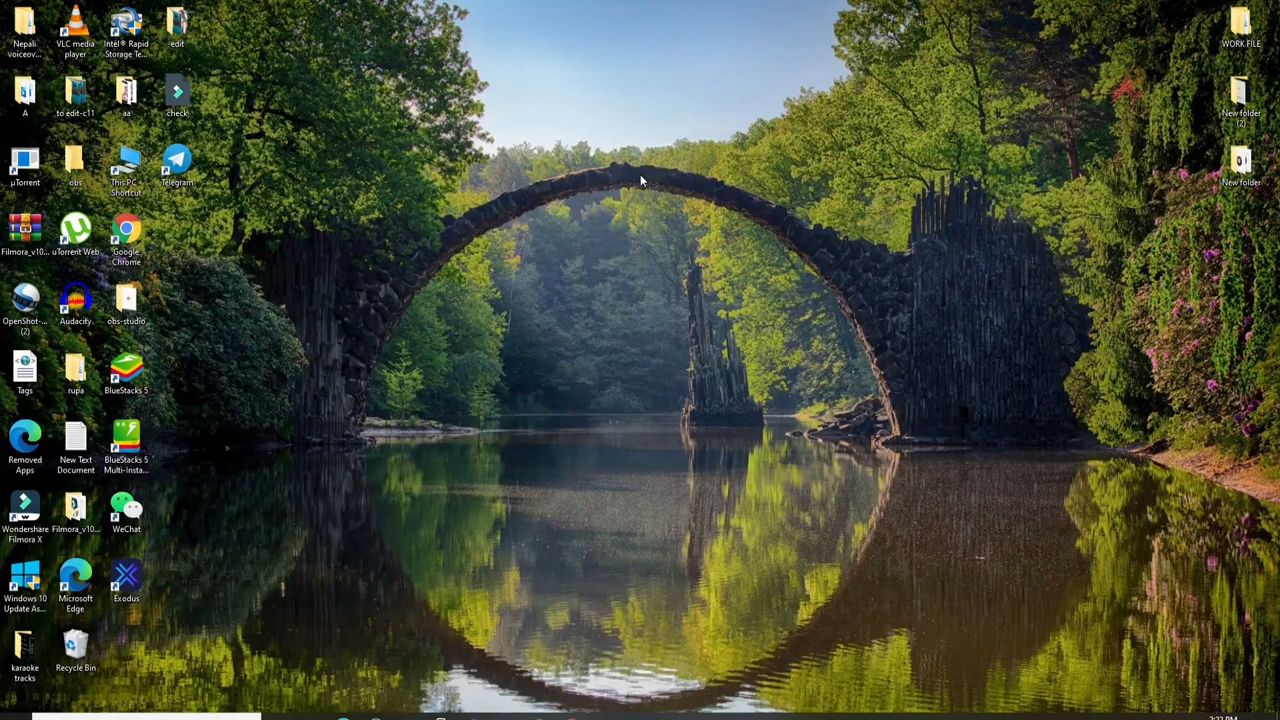 Nepali
voiceov...
VLC media
player
Intel® Rapid
Storage Te...
edit
A
to edit-c11
aa
check
µTorrent
obs
This PC -
Shortcut
Telegram
Filmora_v10...
uTorrent Web
Google
Chrome
OpenShot-...
(2)
Audacity
obs-studio
Tags
rupa
BlueStacks 5
Removed
Apps
New Text
Document
BlueStacks 5
Multi-Insta...
Wondershare
Filmora X
Filmora_v10...
WeChat
Windows 10
Update As...
Microsoft
Edge
Exodus
karaoke
tracks
Recycle Bin
WORK FILE
New folder
(2)
New folder